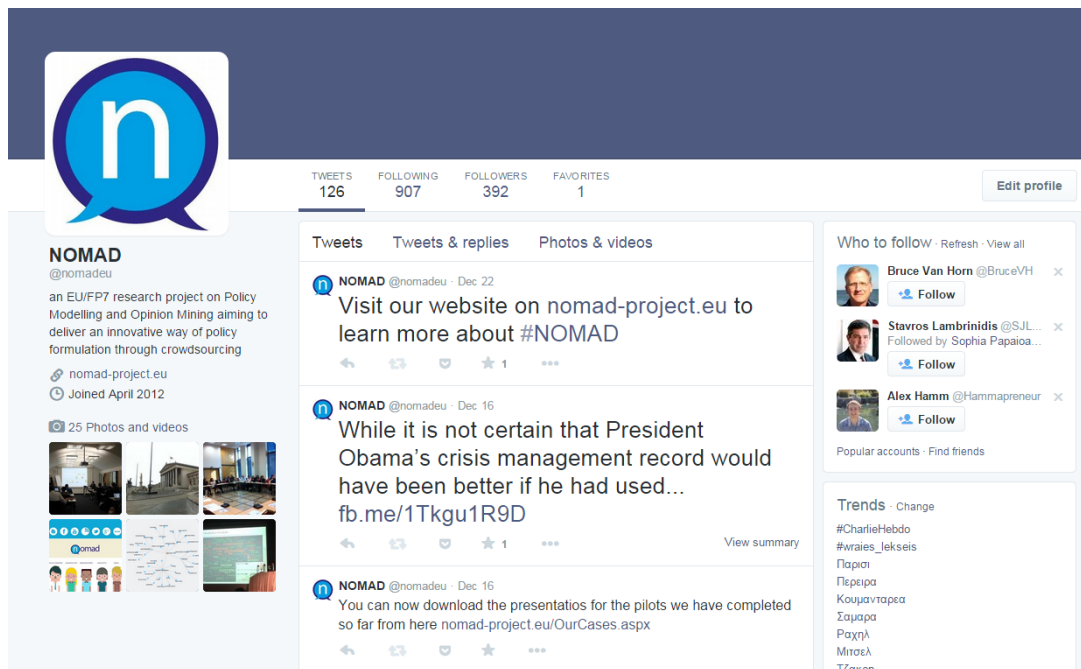 n
TWEETS
126
FOLLOWING
907
FOLLOWERS
392
FAVORITES
1
Edit profile
NOMAD
@nomadeu
an EU/FP7 research project on Policy
Modelling and Opinion Mining aiming to
deliver an innovative way of policy
formulation through crowdsourcing
nomad-project.eu
Joined April 2012
25 Photos and videos
nomad
Tweets
Tweets & replies
Photos & videos
NOMAD @nomadeu · Dec 22
Visit our website on nomad-project.eu to
learn more about #NOMAD
1
NOMAD @nomadeu · Dec 16
While it is not certain that President
Obama’s crisis management record would
have been better if he had used...
fb.me/1Tkgu1R9D
1
View summary
NOMAD @nomadeu · Dec 16
You can now download the presentatios for the pilots we have completed
so far from here nomad-project.eu/OurCases.aspx
Who to follow · Refresh · View all
Bruce Van Horn @BruceVH
Follow
Stavros Lambrinidis @SJL...
Followed by Sophia Papaioa...
Follow
Alex Hamm @Hammapreneur
Follow
Popular accounts · Find friends
Trends · Change
#CharlieHebdo
#wraies_lekseis
Παρισι
Περειρα
Κουμανταρεα
Σαμαρα
Ραχηλ
Μιτσελ